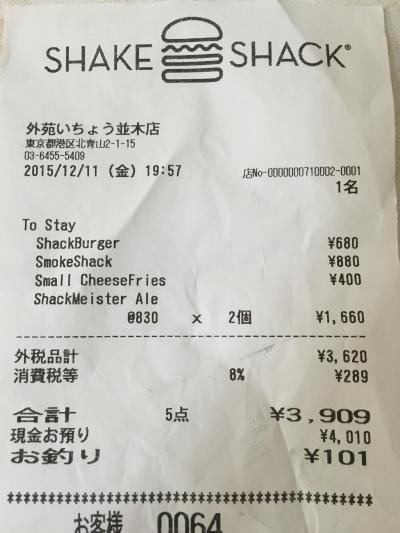 SHAKE SHACK®
外苑いちょう並木店
東京都港区北青山2-1-15
03-6455-5409
2015/12/11 (金) 19:57 店No-0000000710002-0001
1名
To Stay
ShackBurger ¥680
SmokeShack ¥880
Small CheeseFries ¥400
ShackMeister Ale
@830 x 2個 ¥1,660
外税品計 ¥3,620
消費税等 8% ¥289
合計 5点 ¥3,909
現金お預り ¥4,010
お釣り ¥101
お客様 0064